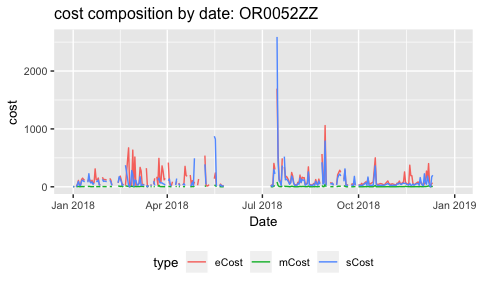 cost composition by date: OR0052ZZ
2000
1000
0
cost
Jan 2018 Apr 2018 Jul 2018 Oct 2018 Jan 2019
Date
type eCost mCost sCost